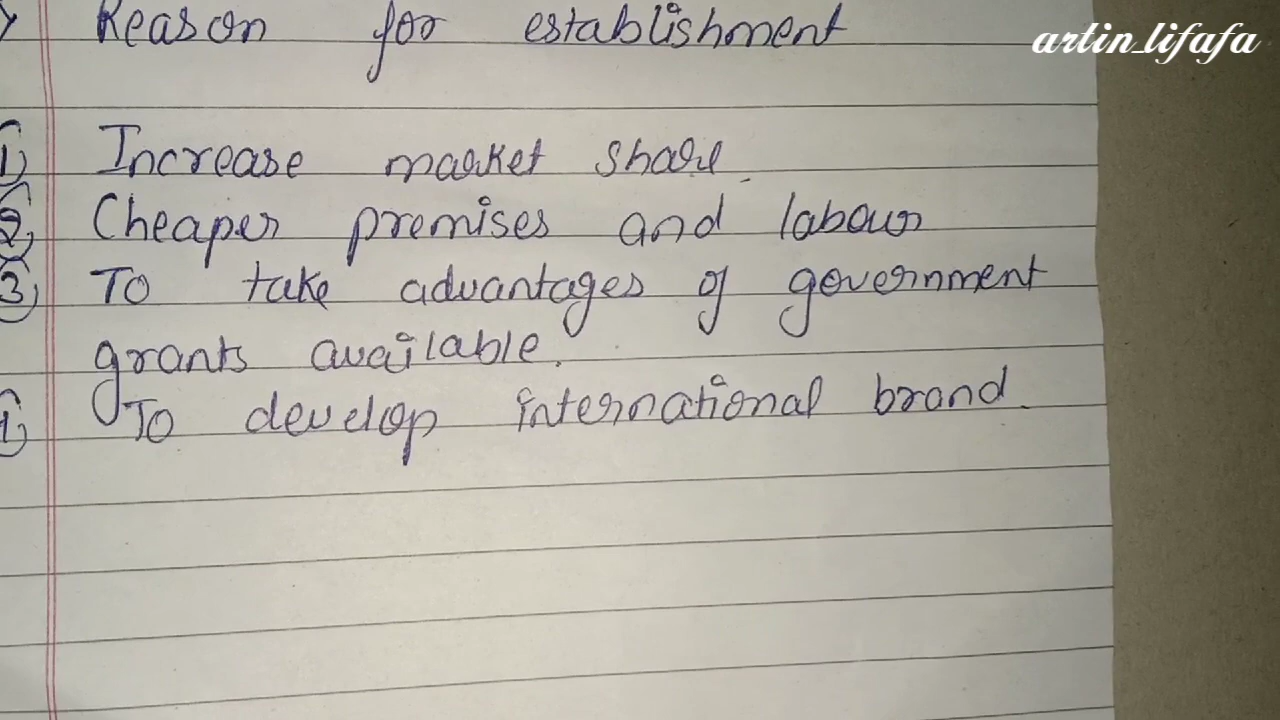 Reason for establishment
artin_lifafa
1) Increase market share.
2) Cheaper premises and labour
3) To take advantages of government
grants available.
To develop international brand.